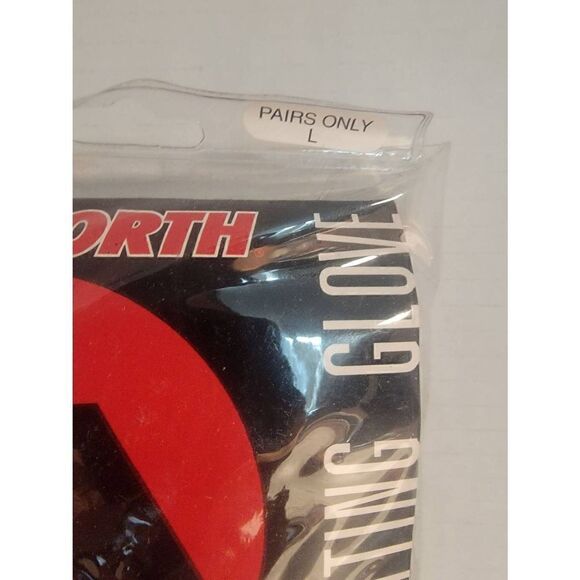 PAIRS ONLY
L
ORTH
TING GLOVE